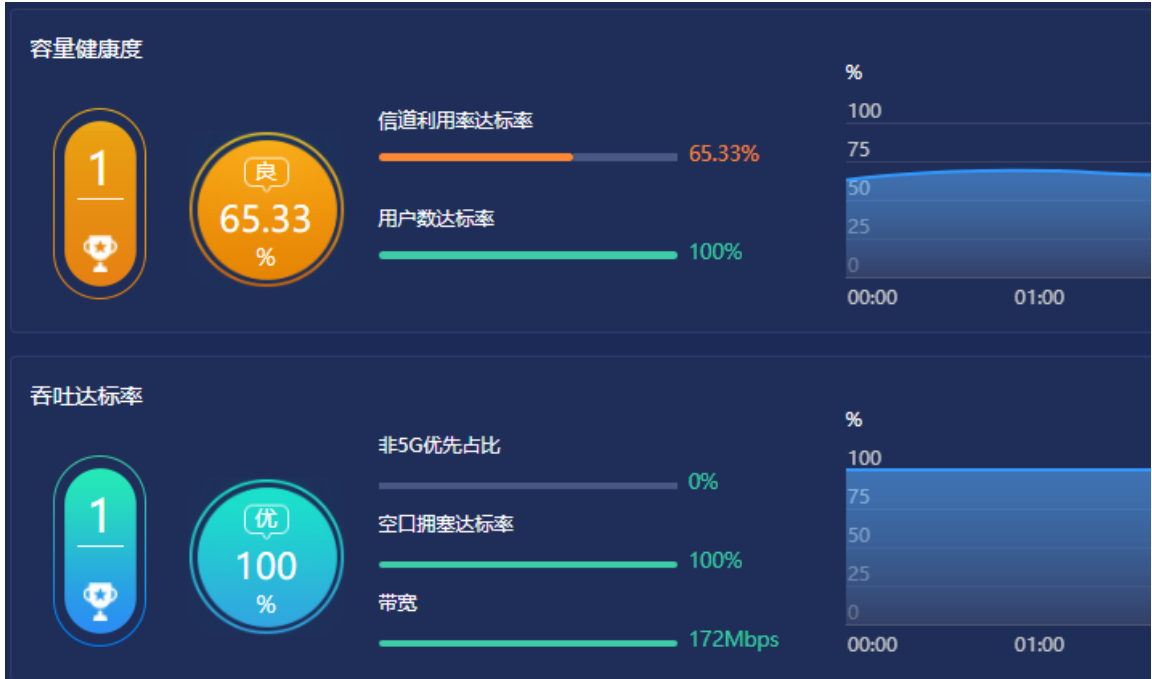 容量健康度
1
良
65.33
%
信道利用率达标率
65.33%
用户数达标率
100%
%
100
75
50
25
0
00:00
01:00
吞吐达标率
1
优
100
%
非5G优先占比
0%
空口拥塞达标率
100%
带宽
172Mbps
%
100
75
50
25
0
00:00
01:00